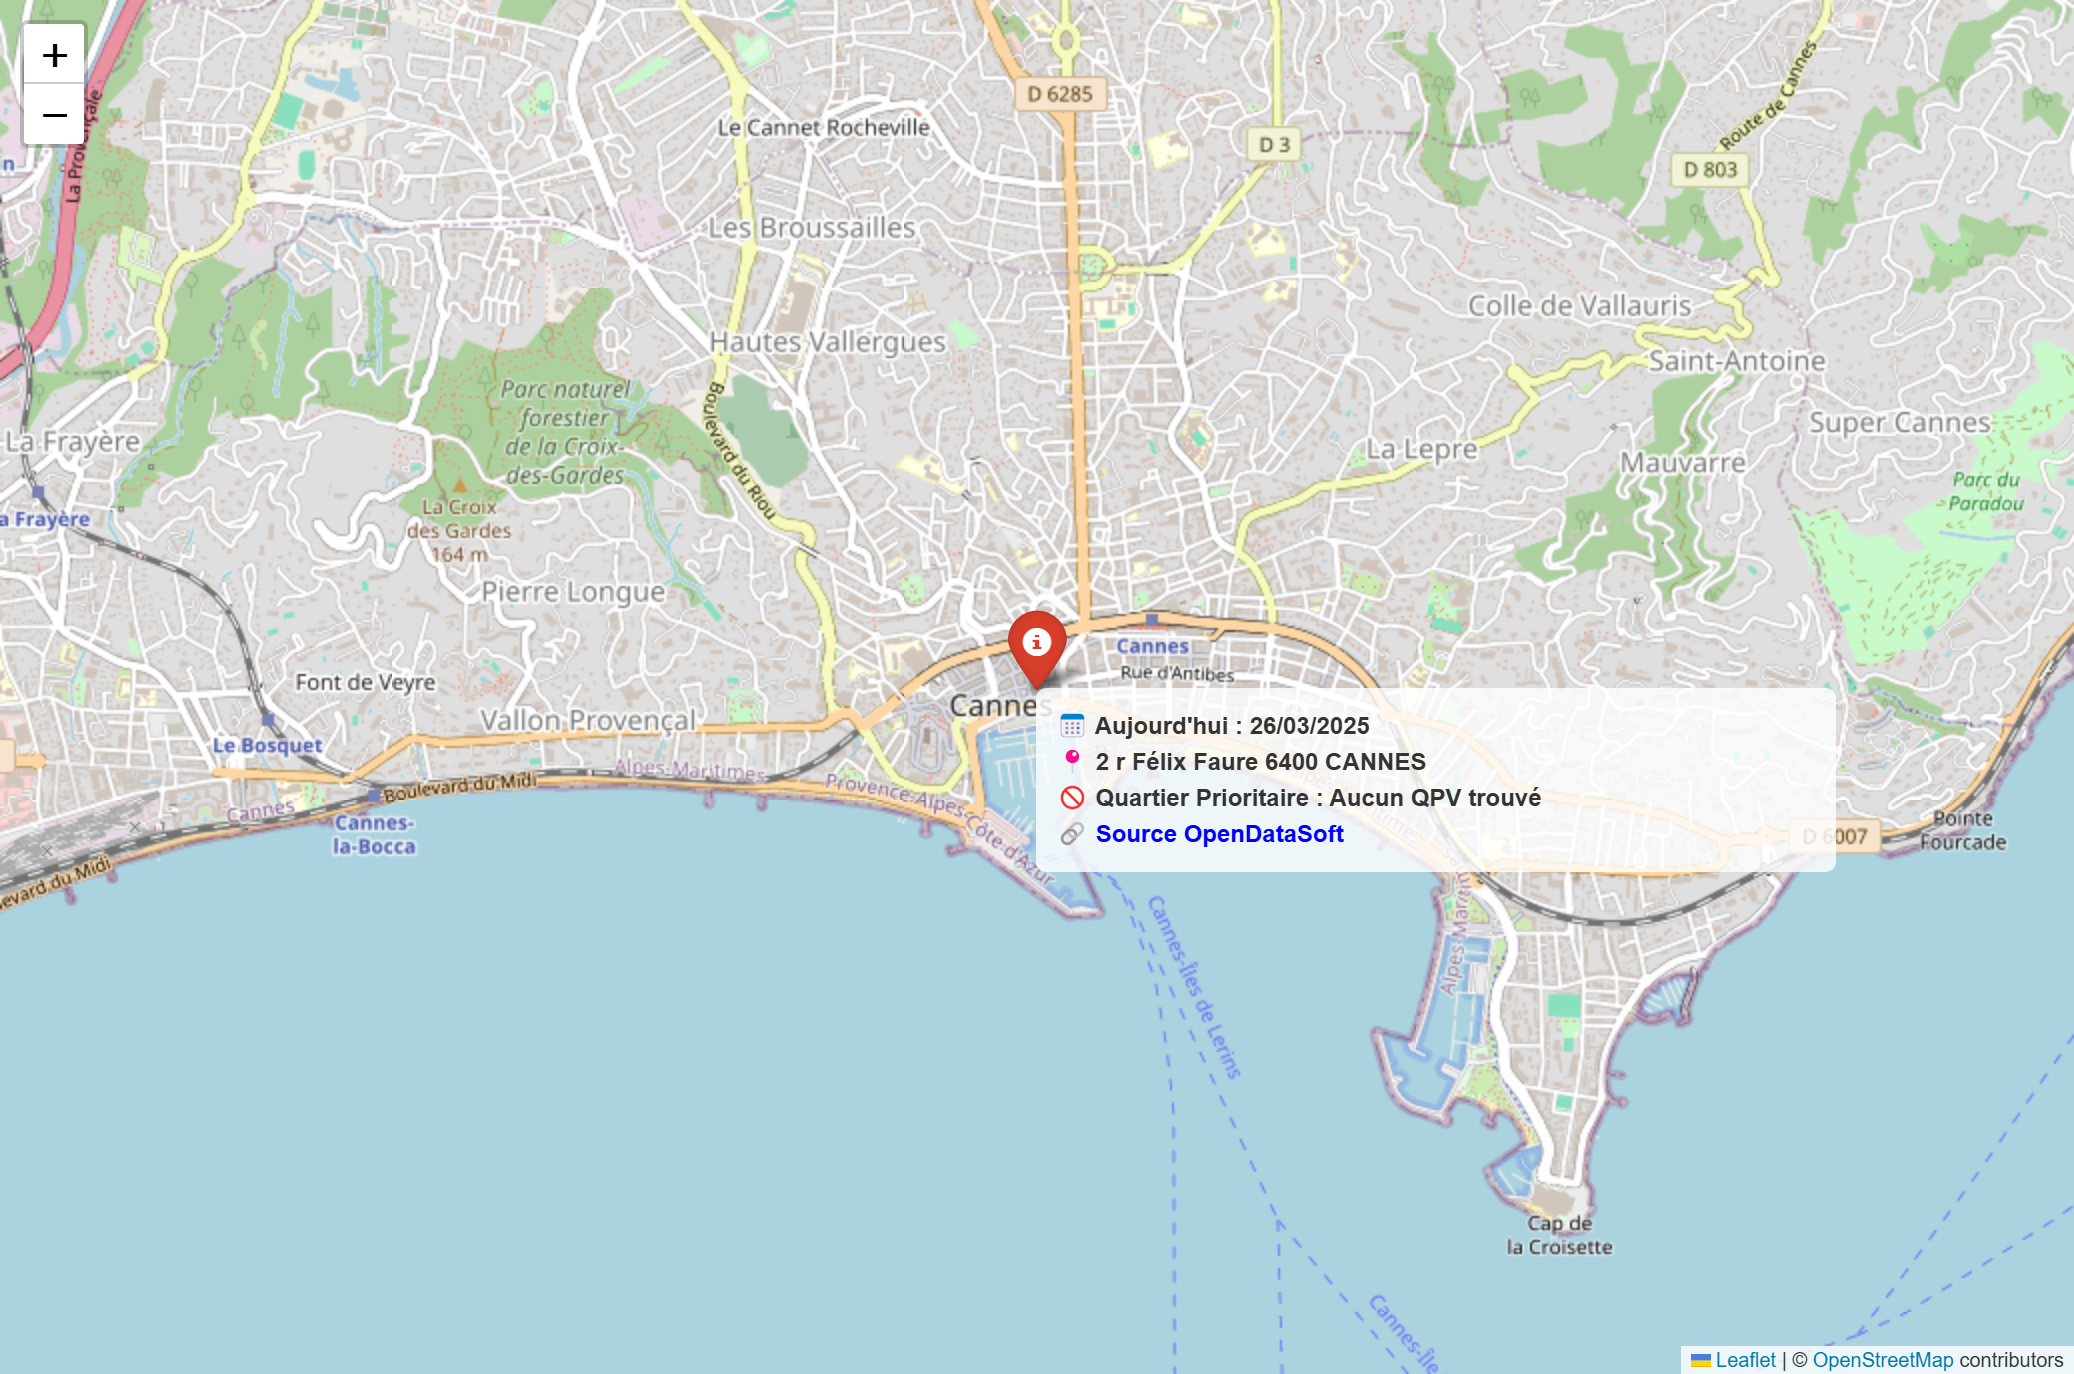 +
−
La Provençale
n
Le Cannet Rocheville
D 6285
D 3
Route de Cannes
D 803
Les Broussailles
Hautes Vallergues
Colle de Vallauris
Saint-Antoine
Parc naturel
forestier
de la Croix-
des-Gardes
Boulevard du Riou
La Frayère
Super Cannes
La Lepre
Mauvarre
Parc du
Paradou
a Frayère
La Croix
des Gardes
164 m
Pierre Longue
Cannes
Rue d'Antibes
Font de Veyre
Vallon Provençal
Cannes
Le Bosquet
Alpes-Maritimes
Boulevard du Midi
Provence-Alpes-Côte d'Azur
Cannes
Cannes-
la-Bocca
evard du Midi
Aujourd'hui : 26/03/2025
2 r Félix Faure 6400 CANNES
Quartier Prioritaire : Aucun QPV trouvé
Source OpenDataSoft
D 6007
Pointe
Fourcade
Cannes-Îles de Lerins
Cap de
la Croisette
Cannes-Île
Leaflet | © OpenStreetMap contributors